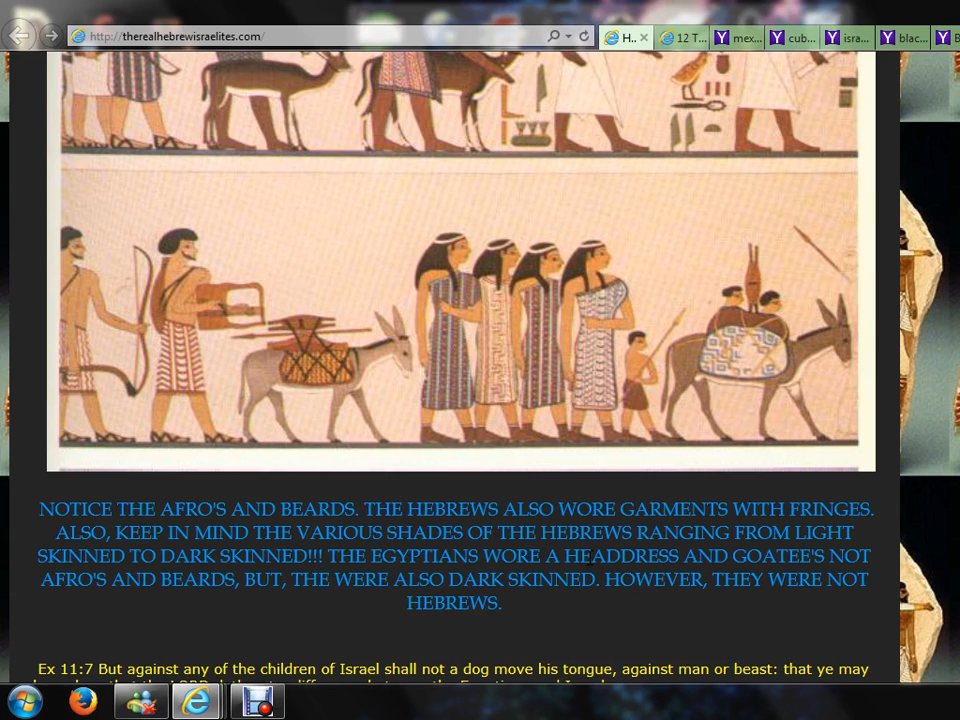 http://therealhebrewisraelites.com/
H..
12 T...
mex...
cub...
isra...
blac...
NOTICE THE AFRO'S AND BEARDS. THE HEBREWS ALSO WORE GARMENTS WITH FRINGES.
ALSO, KEEP IN MIND THE VARIOUS SHADES OF THE HEBREWS RANGING FROM LIGHT
SKINNED TO DARK SKINNED!!! THE EGYPTIANS WORE A HEADDRESS AND GOATEE'S NOT
AFRO'S AND BEARDS, BUT, THE WERE ALSO DARK SKINNED. HOWEVER, THEY WERE NOT
HEBREWS.
Ex 11:7 But against any of the children of Israel shall not a dog move his tongue, against man or beast: that ye may